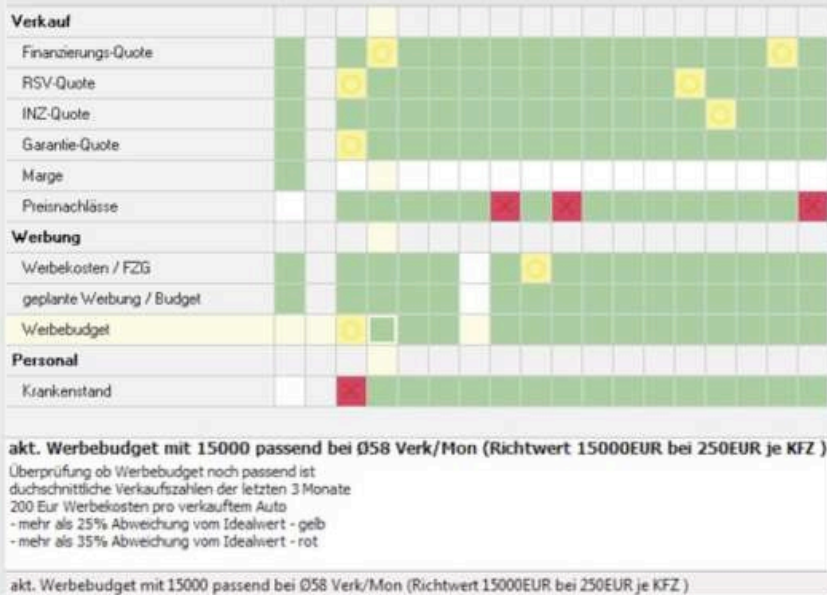 Verkauf
Finanzierungs-Quote
RSV-Quote
INZ-Quote
Garantie-Quote
Marge
Preisnachlässe
Werbung
Werbekosten / FZG
geplante Werbung / Budget
Werbebudget
Personal
Krankenstand
akt. Werbebudget mit 15000 passend bei Ø58 Verk/Mon (Richtwert 15000EUR bei 250EUR je KFZ )
Überprüfung ob Werbebudget noch passend ist
duchschnittliche Verkaufszahlen der letzten 3 Monate
200 Eur Werbekosten pro verkauftem Auto
- mehr als 25% Abweichung vom Idealwert - gelb
- mehr als 35% Abweichung vom Idealwert - rot
akt. Werbebudget mit 15000 passend bei Ø58 Verk/Mon (Richtwert 15000EUR bei 250EUR je KFZ )